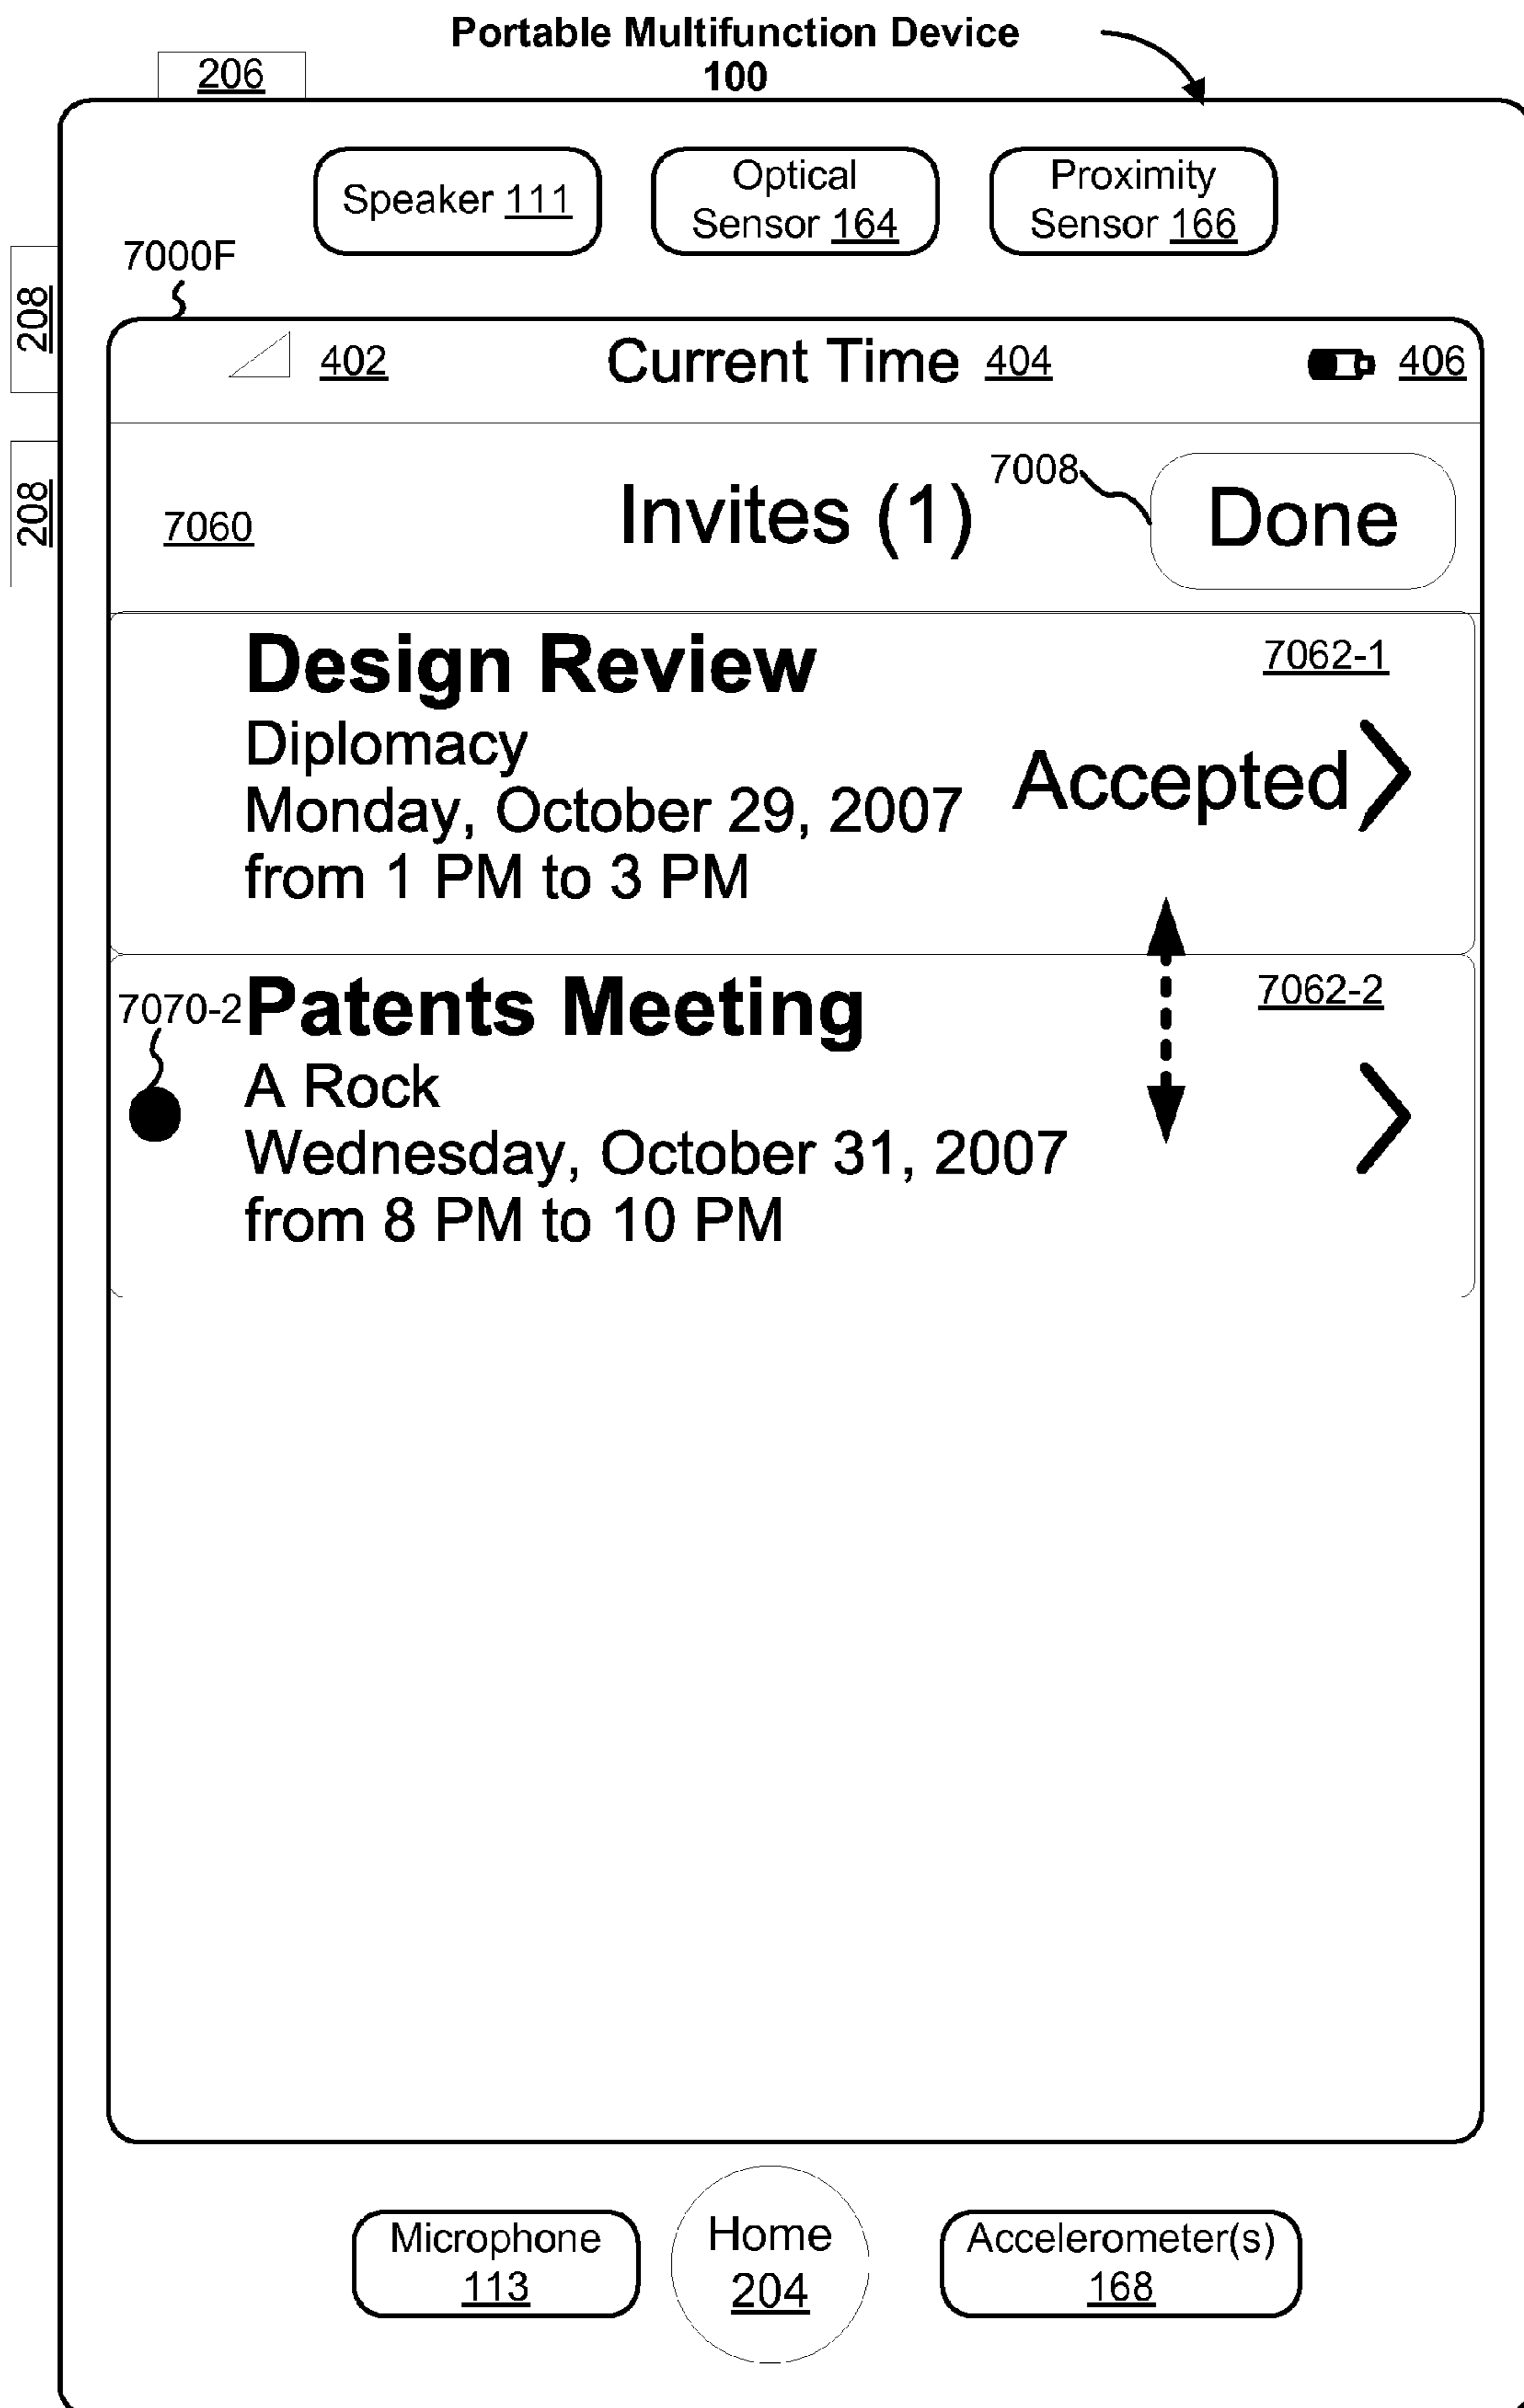 Portable Multifunction Device
100
206
Speaker 111
Optical
Sensor 164
Proximity
Sensor 166
7000F
208
402
Current Time 404
406
208
7060
Invites (1)
7008
Done
Design Review
7062-1
Diplomacy
Monday, October 29, 2007
Accepted
from 1 PM to 3 PM
7070-2
Patents Meeting
7062-2
A Rock
Wednesday, October 31, 2007
from 8 PM to 10 PM
Microphone
113
Home
204
Accelerometer(s)
168